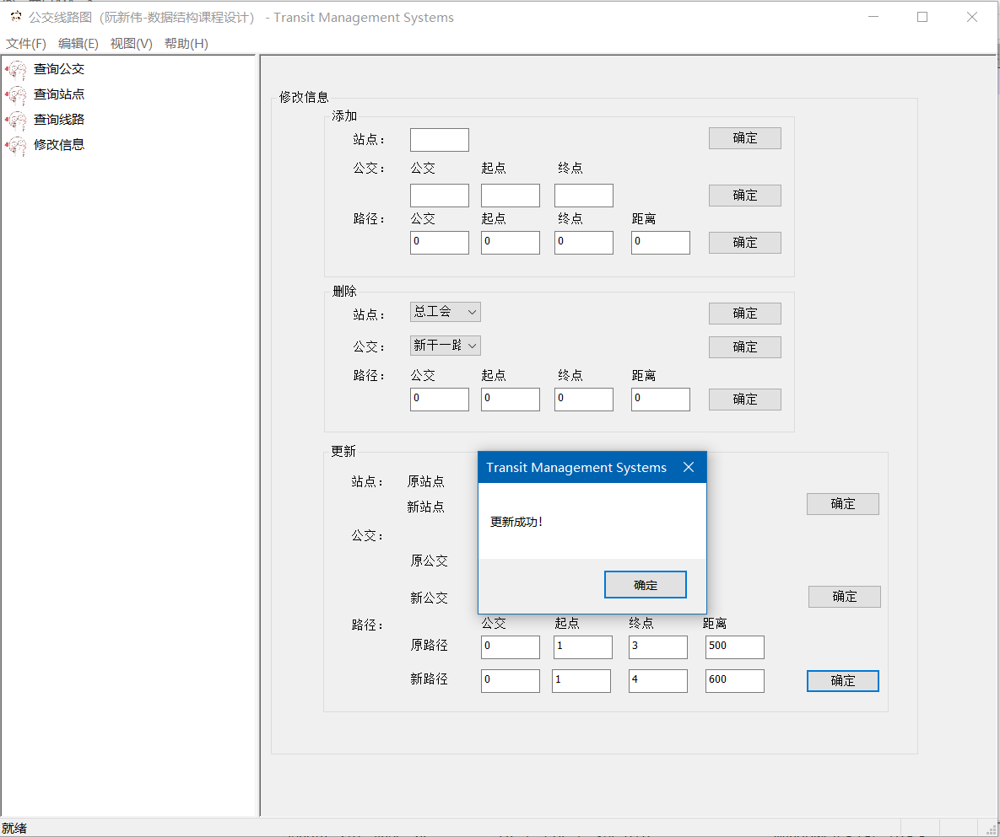 公交线路图（阮新伟-数据结构课程设计） - Transit Management Systems
文件(F) 编辑(E) 视图(V) 帮助(H)
查询公交
查询站点
查询线路
修改信息
修改信息
添加
站点： 确定
公交： 公交 起点 终点
确定
路径： 公交 起点 终点 距离
0 0 0 0 确定
删除
站点： 总工会 确定
公交： 新干一路 确定
路径： 公交 起点 终点 距离
0 0 0 0 确定
更新
Transit Management Systems
站点： 原站点
确定
新站点
更新成功!
公交：
原公交
确定
新公交
确定
路径： 公交 起点 终点 距离
原路径 0 1 3 500
新路径 0 1 4 600 确定
就绪